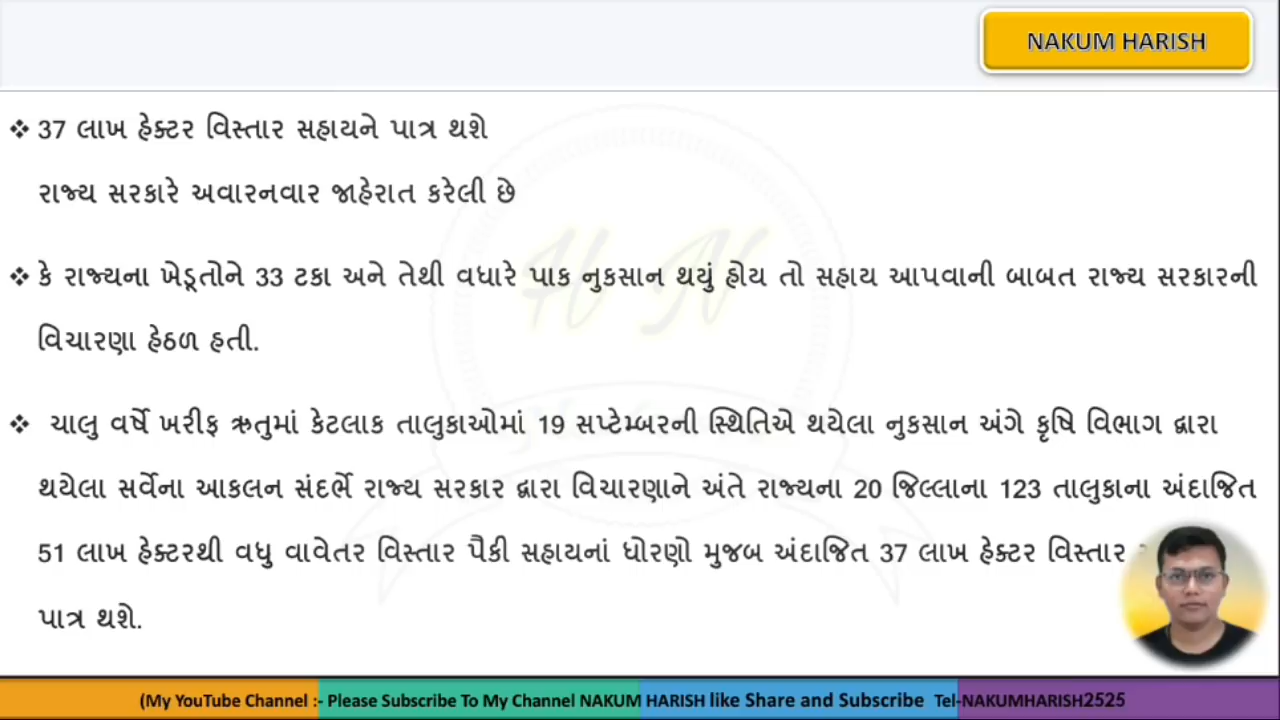 NAKUM HARISH
❖ 37 લાખ હેક્ટર વિસ્તાર સહાયને પાત્ર થશે
રાજ્ય સરકારે અવારનવાર જાહેરાત કરેલી છે
❖ કે રાજ્યના ખેડૂતોને 33 ટકા અને તેથી વધારે પાક નુકસાન થયું હોય તો સહાય આપવાની બાબત રાજ્ય સરકારની
વિચારણા હેઠળ હતી.
❖ ચાલુ વર્ષે ખરીફ ઋતુમાં કેટલાક તાલુકાઓમાં 19 સપ્ટેમ્બરની સ્થિતિએ થયેલા નુકસાન અંગે કૃષિ વિભાગ દ્વારા
થયેલા સર્વેના આકલન સંદર્ભે રાજ્ય સરકાર દ્વારા વિચારણાને અંતે રાજ્યના 20 જિલ્લાના 123 તાલુકાના અંદાજિત
51 લાખ હેક્ટરથી વધુ વાવેતર વિસ્તાર પૈકી સહાયનાં ધોરણો મુજબ અંદાજિત 37 લાખ હેક્ટર વિસ્તાર
પાત્ર થશે.
H N
(My YouTube Channel :- Please Subscribe To My Channel NAKUM HARISH like Share and Subscribe Tel-NAKUMHARISH2525